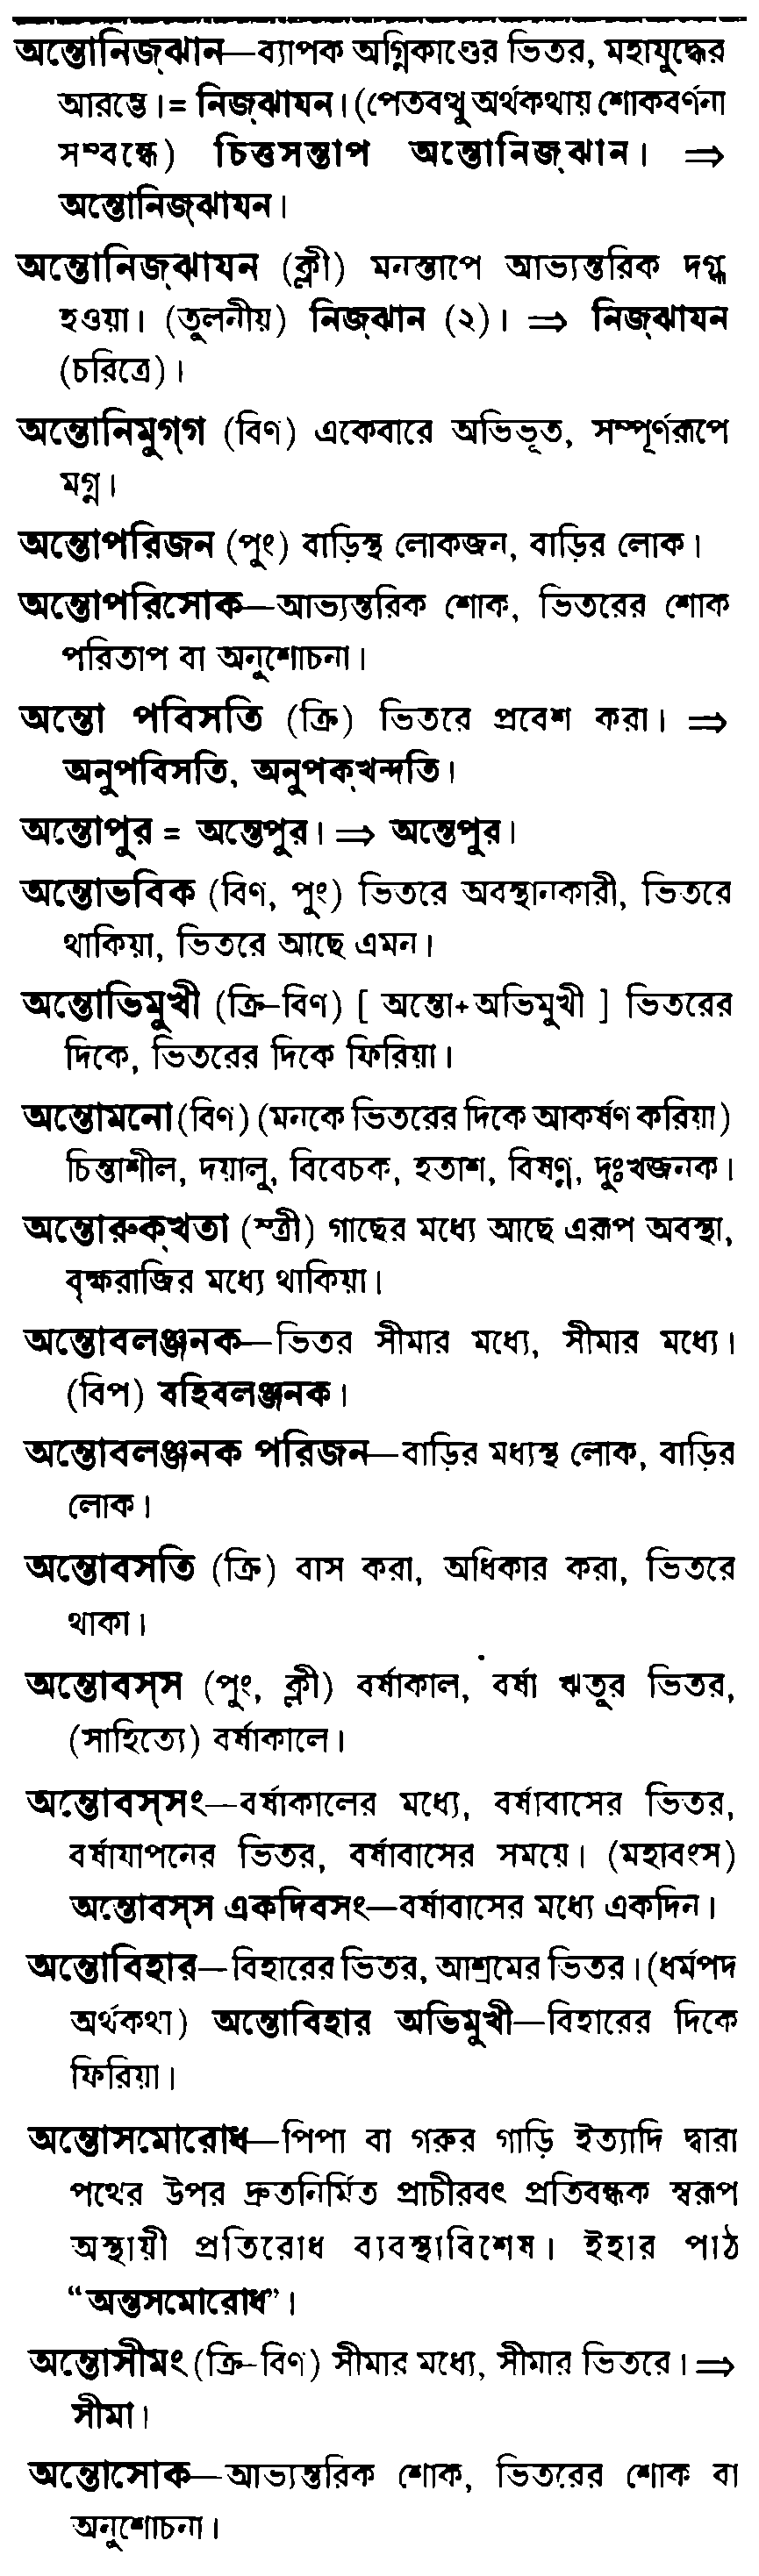 অন্তোনিজ্ঝান—ব্যাপক অগ্নিকাণ্ডের ভিতর, মহাযুদ্ধের
আরম্ভে।= নিজ্ঝাযন। (পেতবত্থু অর্থকথায় শোকবর্ণনা
সম্বন্ধে) চিত্তসন্তাপ অন্তোনিজ্ঝান। ⇒
অন্তোনিজ্ঝাযন।
অন্তোনিজ্ঝাযন (ক্লী) মনস্তাপে আভ্যন্তরিক দগ্ধ
হওয়া। (তুলনীয়) নিজ্ঝান (২)। ⇒ নিজ্ঝাযন
(চরিত্রে)।
অন্তোনিমুগ্গ (বিণ) একেবারে অভিভূত, সম্পূর্ণরূপে
মগ্ন।
অন্তোপরিজন (পুং) বাড়িস্থ লোকজন, বাড়ির লোক।
অন্তোপরিসোক—আভ্যন্তরিক শোক, ভিতরের শোক
পরিতাপ বা অনুশোচনা।
অন্তো পবিসতি (ক্রি) ভিতরে প্রবেশ করা। ⇒
অনুপবিসতি, অনুপক্খন্দতি।
অন্তোপুর = অন্তেপুর। ⇒ অন্তেপুর।
অন্তোভবিক (বিণ, পুং) ভিতরে অবস্থানকারী, ভিতরে
থাকিয়া, ভিতরে আছে এমন।
অন্তোভিমুখী (ক্রি-বিণ) [ অন্তো+অভিমুখী ] ভিতরের
দিকে, ভিতরের দিকে ফিরিয়া।
অন্তোমনো (বিণ) (মনকে ভিতরের দিকে আকর্ষণ করিয়া)
চিন্তাশীল, দয়ালু, বিবেচক, হতাশ, বিষণ্ণ, দুঃখজনক।
অন্তোরুক্খতা (স্ত্রী) গাছের মধ্যে আছে এরূপ অবস্থা,
বৃক্ষরাজির মধ্যে থাকিয়া।
অন্তোবলঞ্জনক—ভিতর সীমার মধ্যে, সীমার মধ্যে।
(বিপ) বহিবলঞ্জনক।
অন্তোবলঞ্জনক পরিজন—বাড়ির মধ্যস্থ লোক, বাড়ির
লোক।
অন্তোবসতি (ক্রি) বাস করা, অধিকার করা, ভিতরে
থাকা।
অন্তোবস্স (পুং, ক্লী) বর্ষাকাল, বর্ষা ঋতুর ভিতর,
(সাহিত্যে) বর্ষাকালে।
অন্তোবস্সং—বর্ষাকালের মধ্যে, বর্ষাবাসের ভিতর,
বর্ষাযাপনের ভিতর, বর্ষাবাসের সময়ে। (মহাবংস)
অন্তোবস্স একদিবসং—বর্ষাবাসের মধ্যে একদিন।
অন্তোবিহার—বিহারের ভিতর, আশ্রমের ভিতর। (ধর্মপদ
অর্থকথা) অন্তোবিহার অভিমুখী—বিহারের দিকে
ফিরিয়া।
অন্তোসমোরোধ—পিপা বা গরুর গাড়ি ইত্যাদি দ্বারা
পথের উপর দ্রুতনির্মিত প্রাচীরবৎ প্রতিবন্ধক স্বরূপ
অস্থায়ী প্রতিরোধ ব্যবস্থাবিশেষ। ইহার পাঠ
“অন্তসমোরোধ”।
অন্তোসীমং (ক্রি-বিণ) সীমার মধ্যে, সীমার ভিতরে। ⇒
সীমা।
অন্তোসোক—আভ্যন্তরিক শোক, ভিতরের শোক বা
অনুশোচনা।